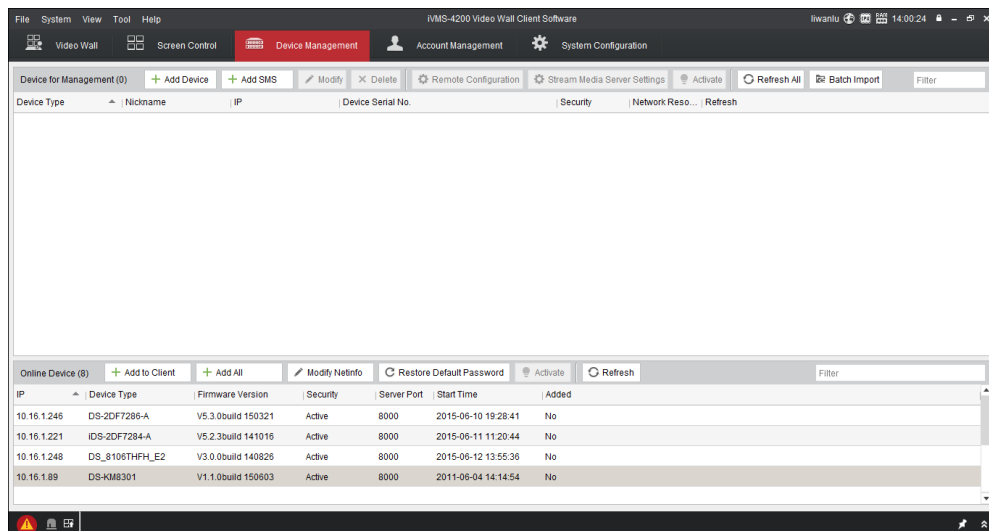 File System View Tool Help iVMS-4200 Video Wall Client Software liwanlu 14:00:24
Video Wall Screen Control Device Management Account Management System Configuration
Device for Management (0) Add Device Add SMS Modify Delete Remote Configuration Stream Media Server Settings Activate Refresh All Batch Import Filter
Device Type Nickname IP Device Serial No. Security Network Reso... Refresh
Online Device (8) Add to Client Add All Modify Netinfo Restore Default Password Activate Refresh Filter
IP Device Type Firmware Version Security Server Port Start Time Added
10.16.1.246 DS-2DF7286-A V5.3.0build 150321 Active 8000 2015-06-10 19:28:41 No
10.16.1.221 iDS-2DF7284-A V5.2.3build 141016 Active 8000 2015-06-11 11:20:44 No
10.16.1.248 DS_8106THFH_E2 V3.0.0build 140826 Active 8000 2015-06-12 13:55:36 No
10.16.1.89 DS-KM8301 V1.1.0build 150603 Active 8000 2011-06-04 14:14:54 No